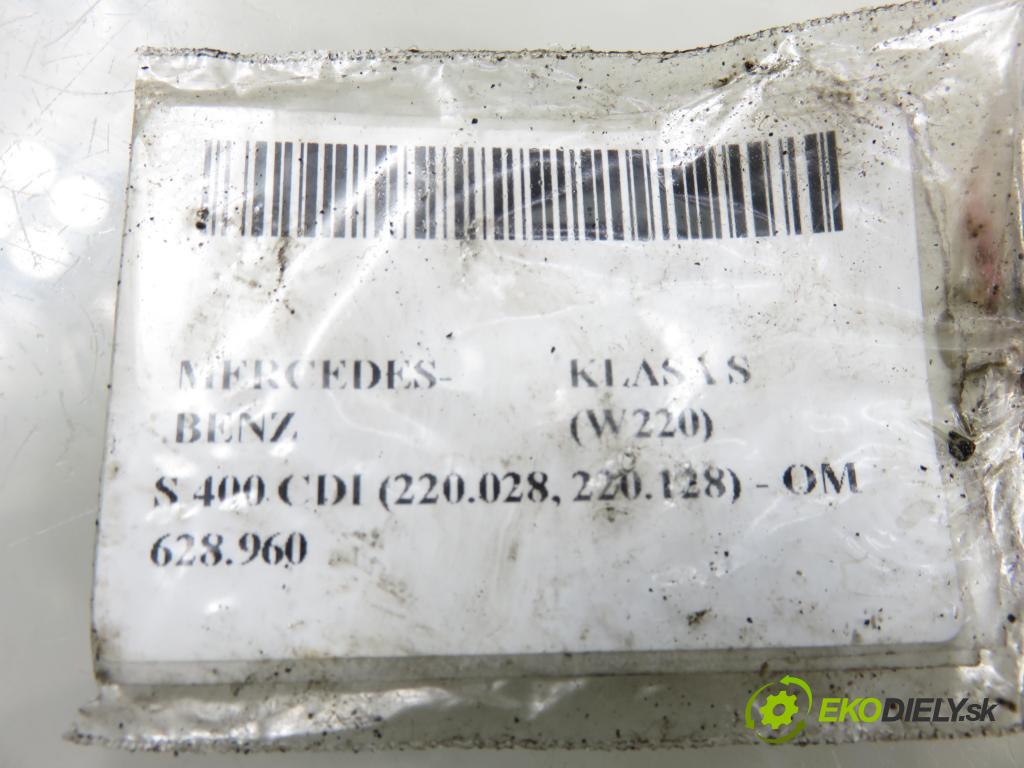 MERCEDES- KLASA S
BENZ (W220)
S 400 CDI (220.028, 220.128) - OM
628.960
EKODIELY.sk